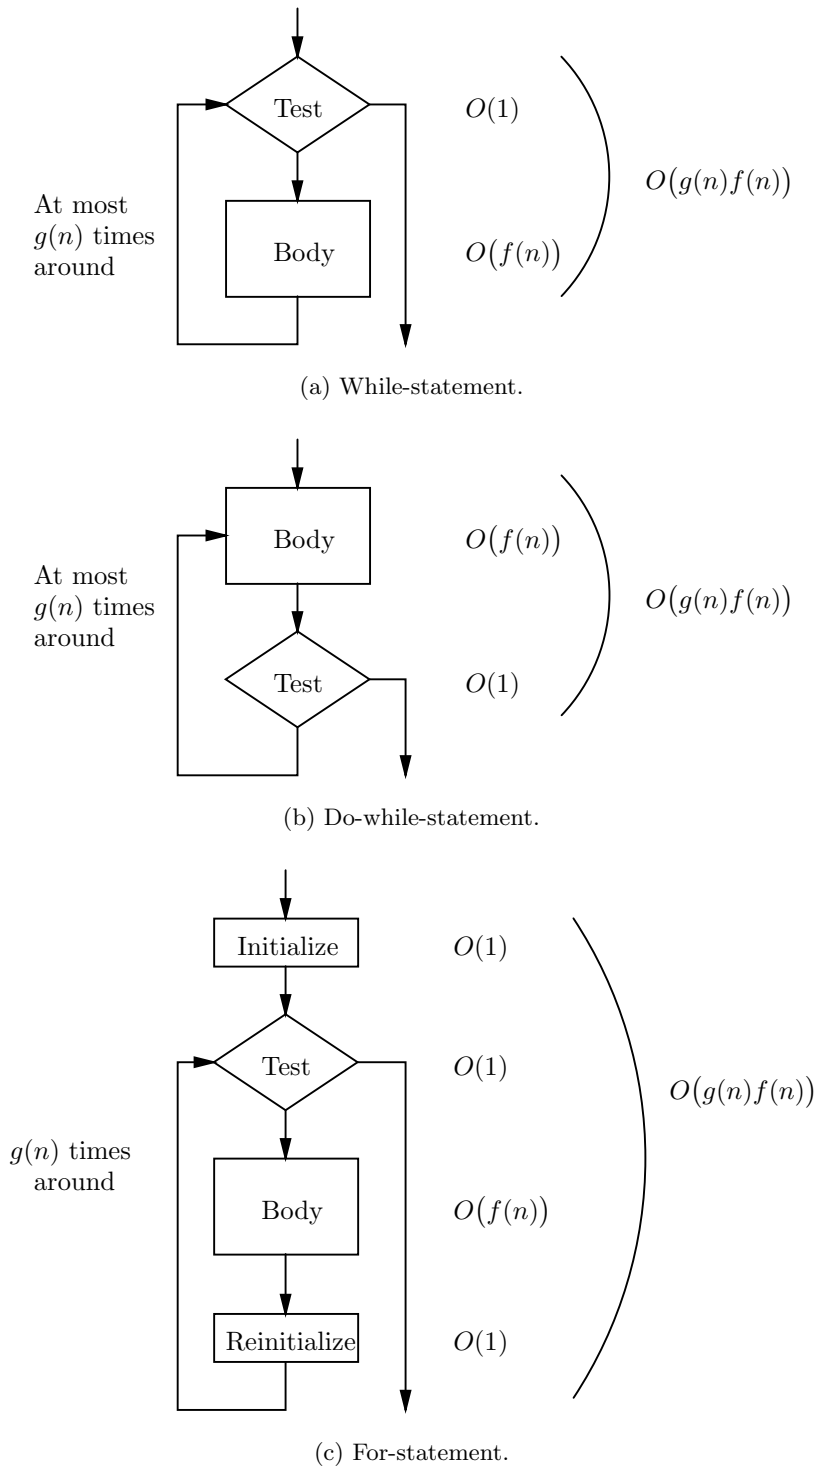 Test
O(1)
O(g(n)f(n))
At most
g(n) times
around
Body
O(f(n))
(a) While-statement.
Body
O(f(n))
At most
g(n) times
around
O(g(n)f(n))
Test
O(1)
(b) Do-while-statement.
Initialize
O(1)
Test
O(1)
O(g(n)f(n))
g(n) times
around
Body
O(f(n))
Reinitialize
O(1)
(c) For-statement.